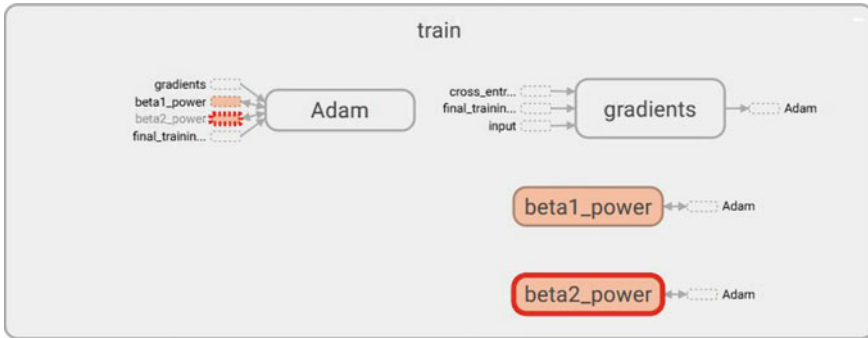 train
gradients
beta1_power
beta2_power
final_trainin...
Adam
cross_entr...
final_trainin...
input
gradients
Adam
beta1_power
Adam
beta2_power
Adam